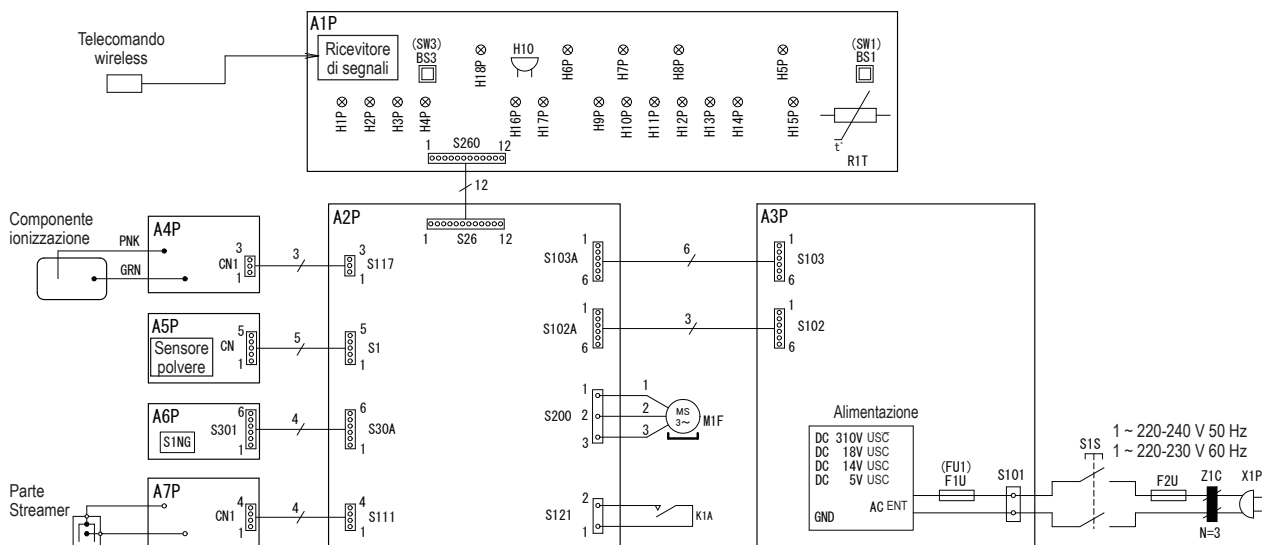 A1P
Telecomando
wireless
Ricevitore
di segnali
(SW3)
BS3
H18P
H10
H6P
H7P
H8P
H5P
(SW1)
BS1
H1P
H2P
H3P
H4P
H16P
H17P
H9P
H10P
H11P
H12P
H13P
H14P
H15P
t°
R1T
1 S260 12
12
1 S26 12
Componente
ionizzazione
PNK
GRN
A4P
CN1
3
1
3
3
1
S117
A2P
S103A
1
6
6
A3P
1
6
S103
A5P
Sensore
polvere
CN
5
1
5
5
1
S1
S102A
1
6
3
1
6
S102
A6P
S1NG
S301
6
1
4
6
1
S30A
S200
1
2
3
1
2
3
MS
3~
M1F
Alimentazione
DC 310V USC
DC 18V USC
DC 14V USC
DC 5V USC
AC ENT
GND
(FU1)
F1U
S101
S1S
1 ~ 220-240 V 50 Hz
1 ~ 220-230 V 60 Hz
F2U
Z1C
X1P
N=3
Parte
Streamer
A7P
CN1
4
1
4
4
1
S111
S121
2
1
K1A